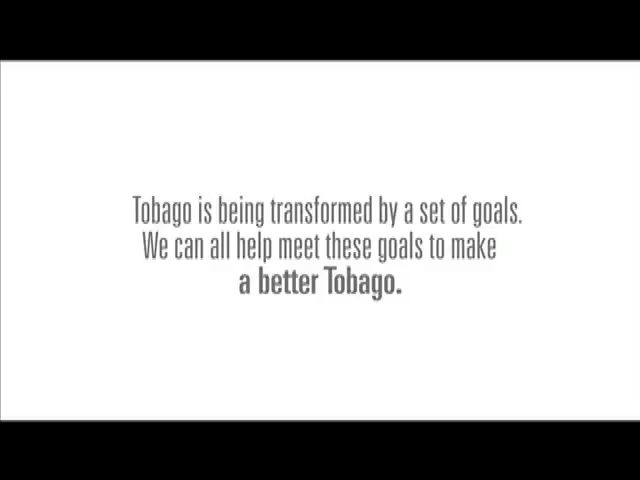 Tobago is being transformed by a set of goals.
We can all help meet these goals to make
a better Tobago.